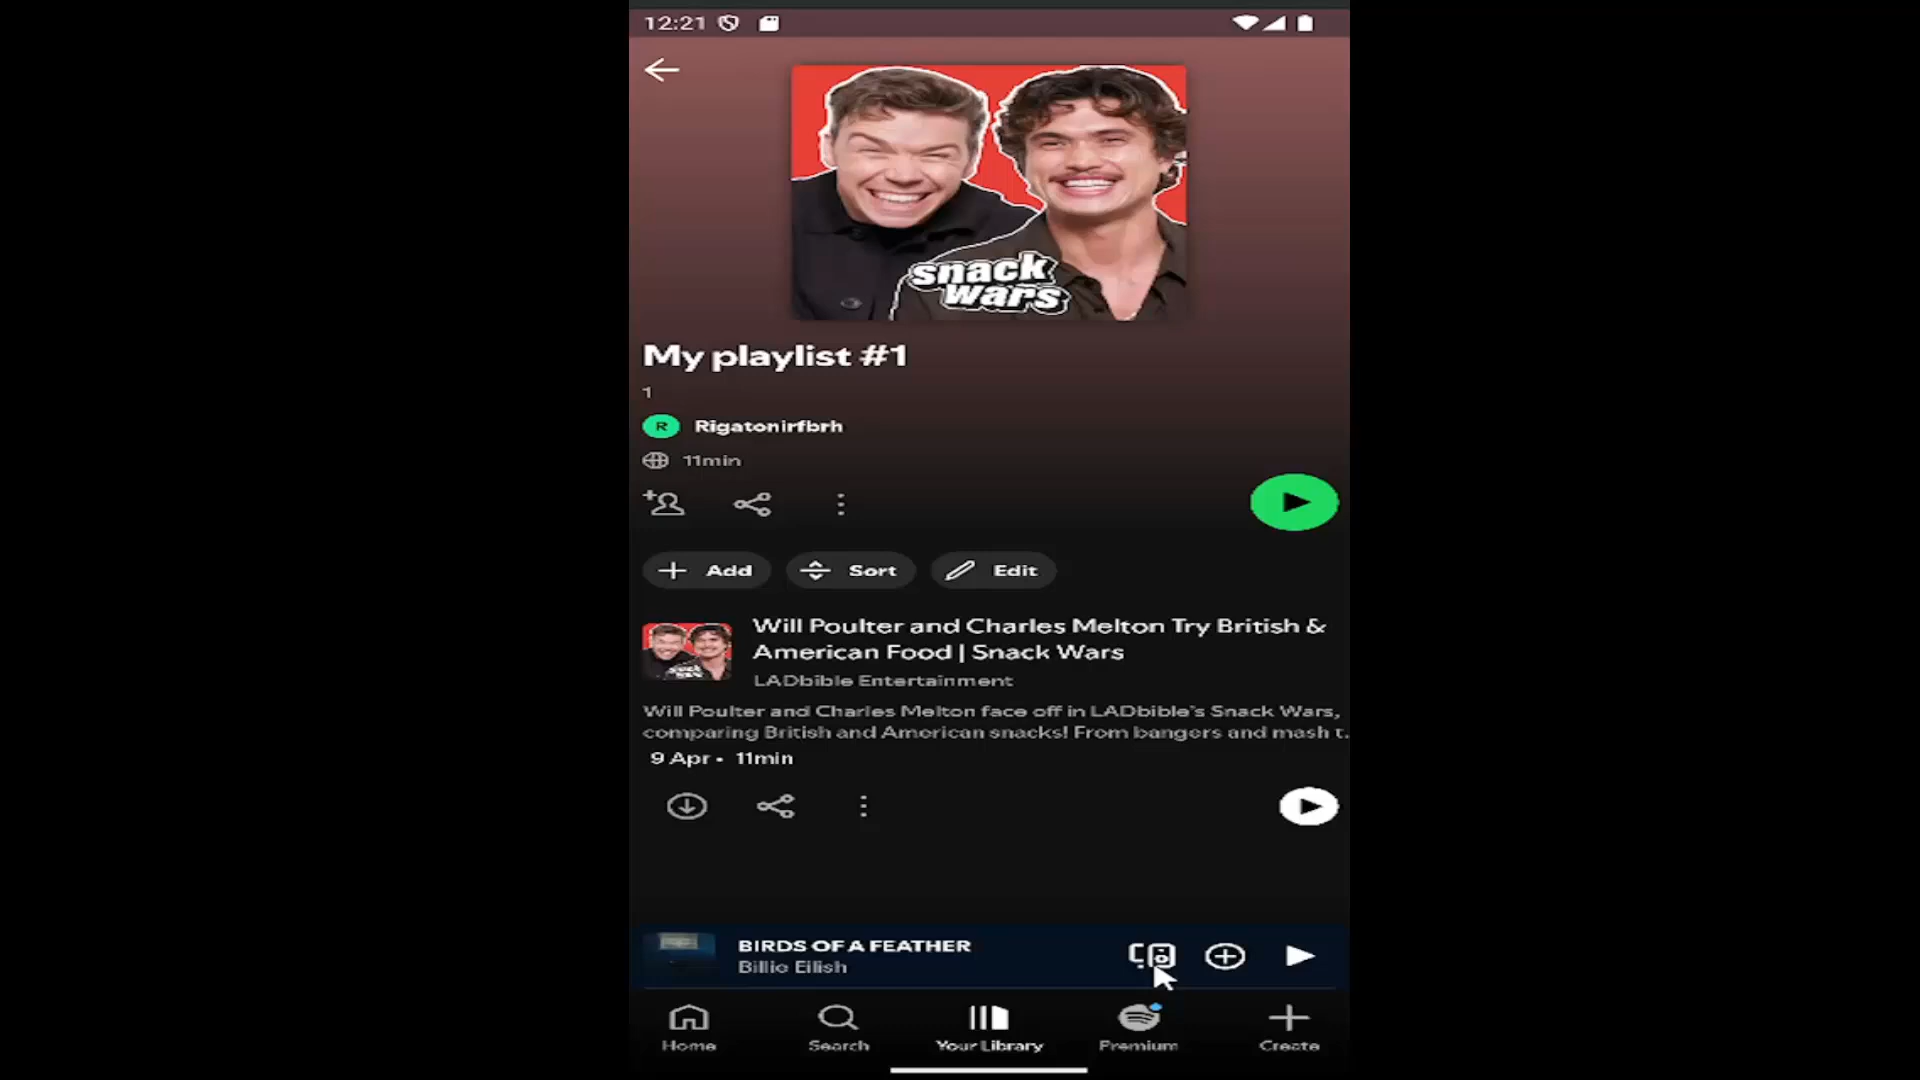 12:21
snack
wars
My playlist #1
1
R Rigatonirfbrh
11min
Add Sort Edit
Will Poulter and Charles Melton Try British &
American Food | Snack Wars
LADbible Entertainment
Will Poulter and Charles Melton face off in LADbible's Snack Wars,
comparing British and American snacks! From bangers and mash t..
9 Apr • 11min
BIRDS OF A FEATHER
Billie Eilish
Home Search Your Library Premium Create